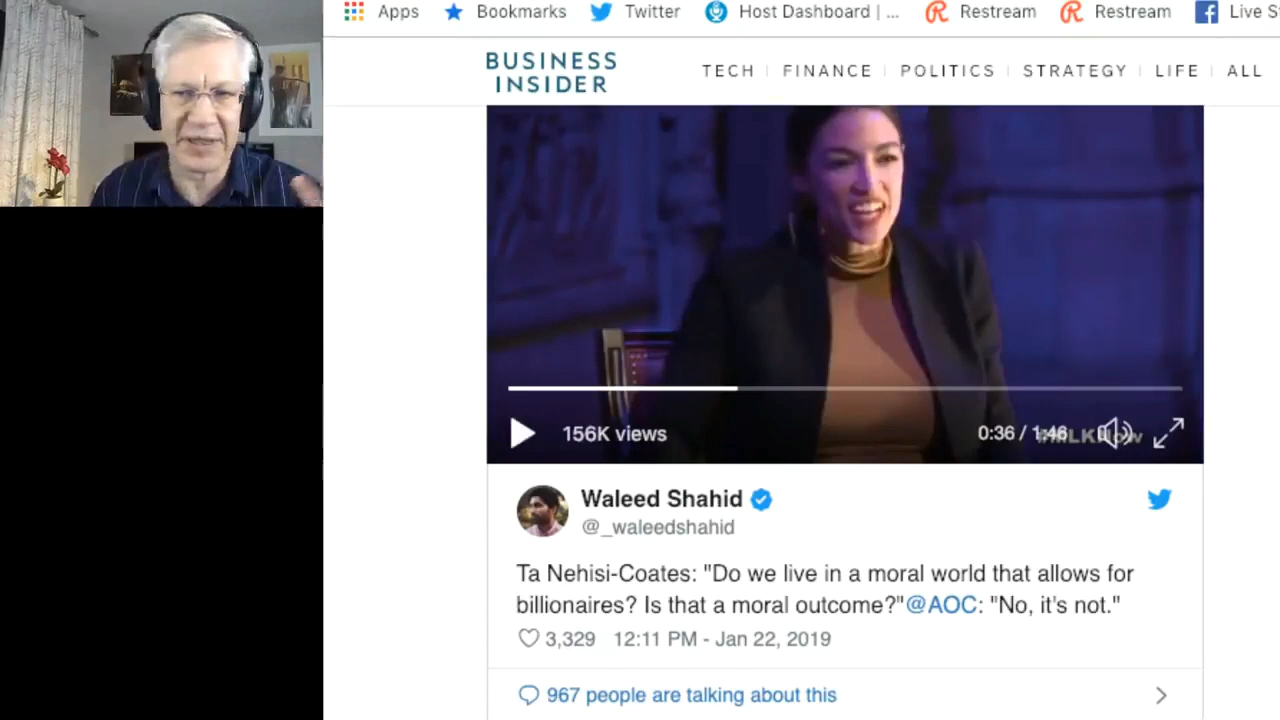 Apps Bookmarks Twitter Host Dashboard | ... Restream Restream Live S
BUSINESS
INSIDER
TECH FINANCE POLITICS STRATEGY LIFE ALL
156K views 0:36 / 1:46
Waleed Shahid
@_waleedshahid
Ta Nehisi-Coates: "Do we live in a moral world that allows for
billionaires? Is that a moral outcome?"@AOC: "No, it's not."
3,329 12:11 PM - Jan 22, 2019
967 people are talking about this